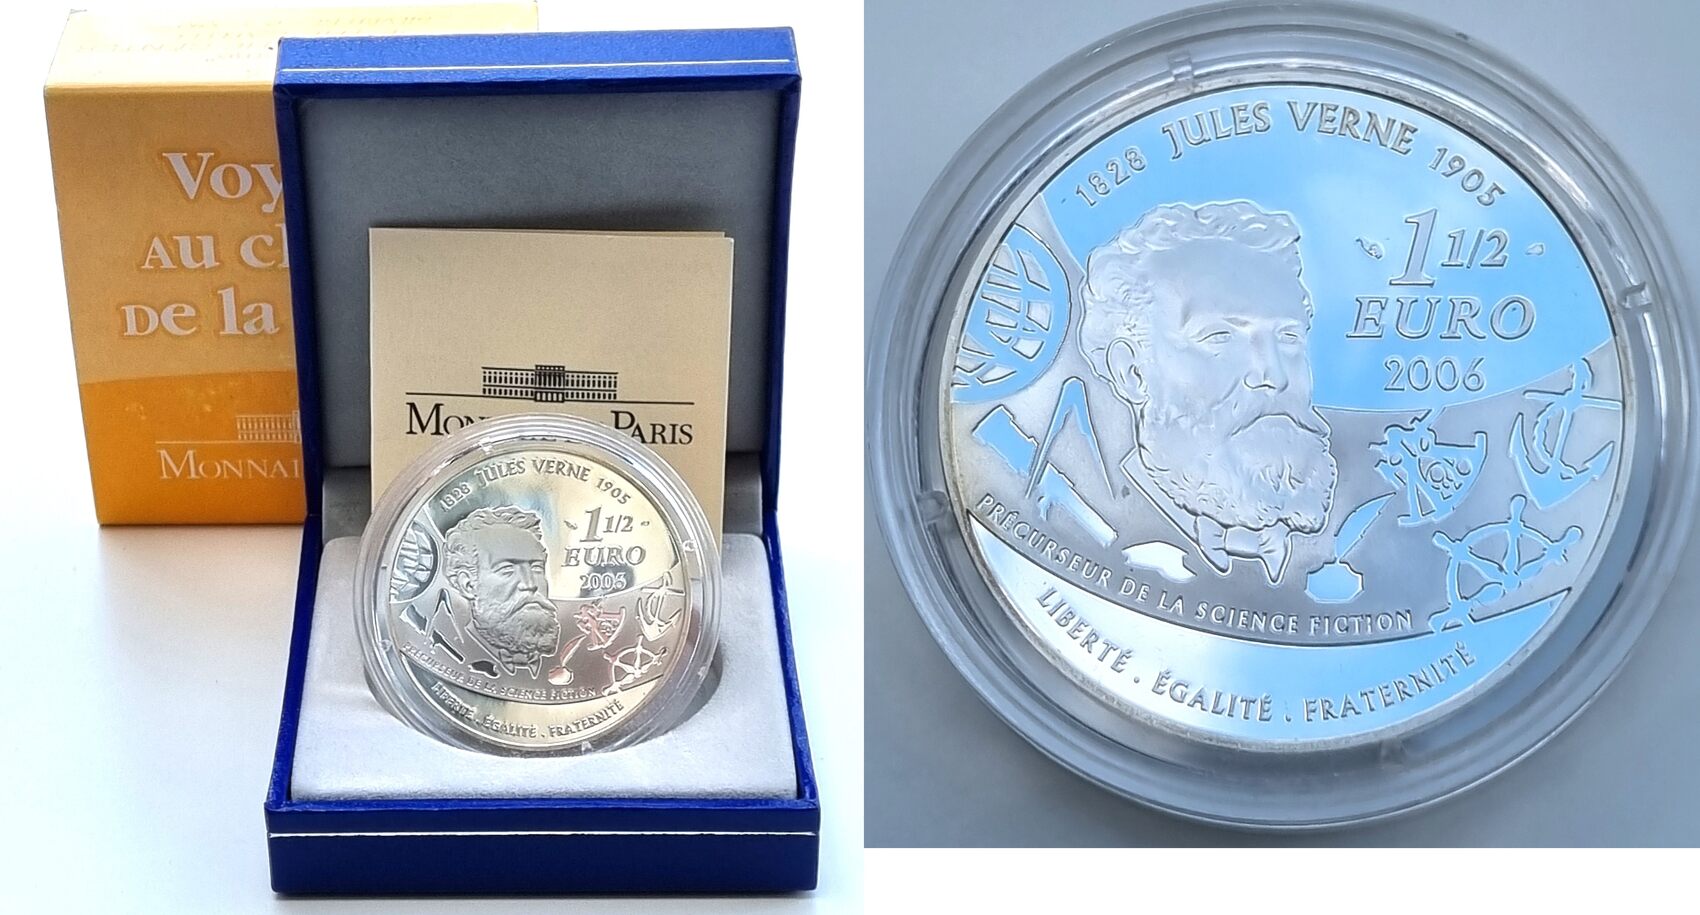 Voy
AU
De la
MONNAI
PARIS
1828 JULES VERNE 1905
1 1/2
EURO
2006
PRÉCURSEUR DE LA SCIENCE FICTION
LIBERTÉ . ÉGALITÉ . FRATERNITÉ
1828 JULES VERNE 1905
1 1/2
EURO
2006
PRÉCURSEUR DE LA SCIENCE FICTION
LIBERTÉ . ÉGALITÉ . FRATERNITÉ